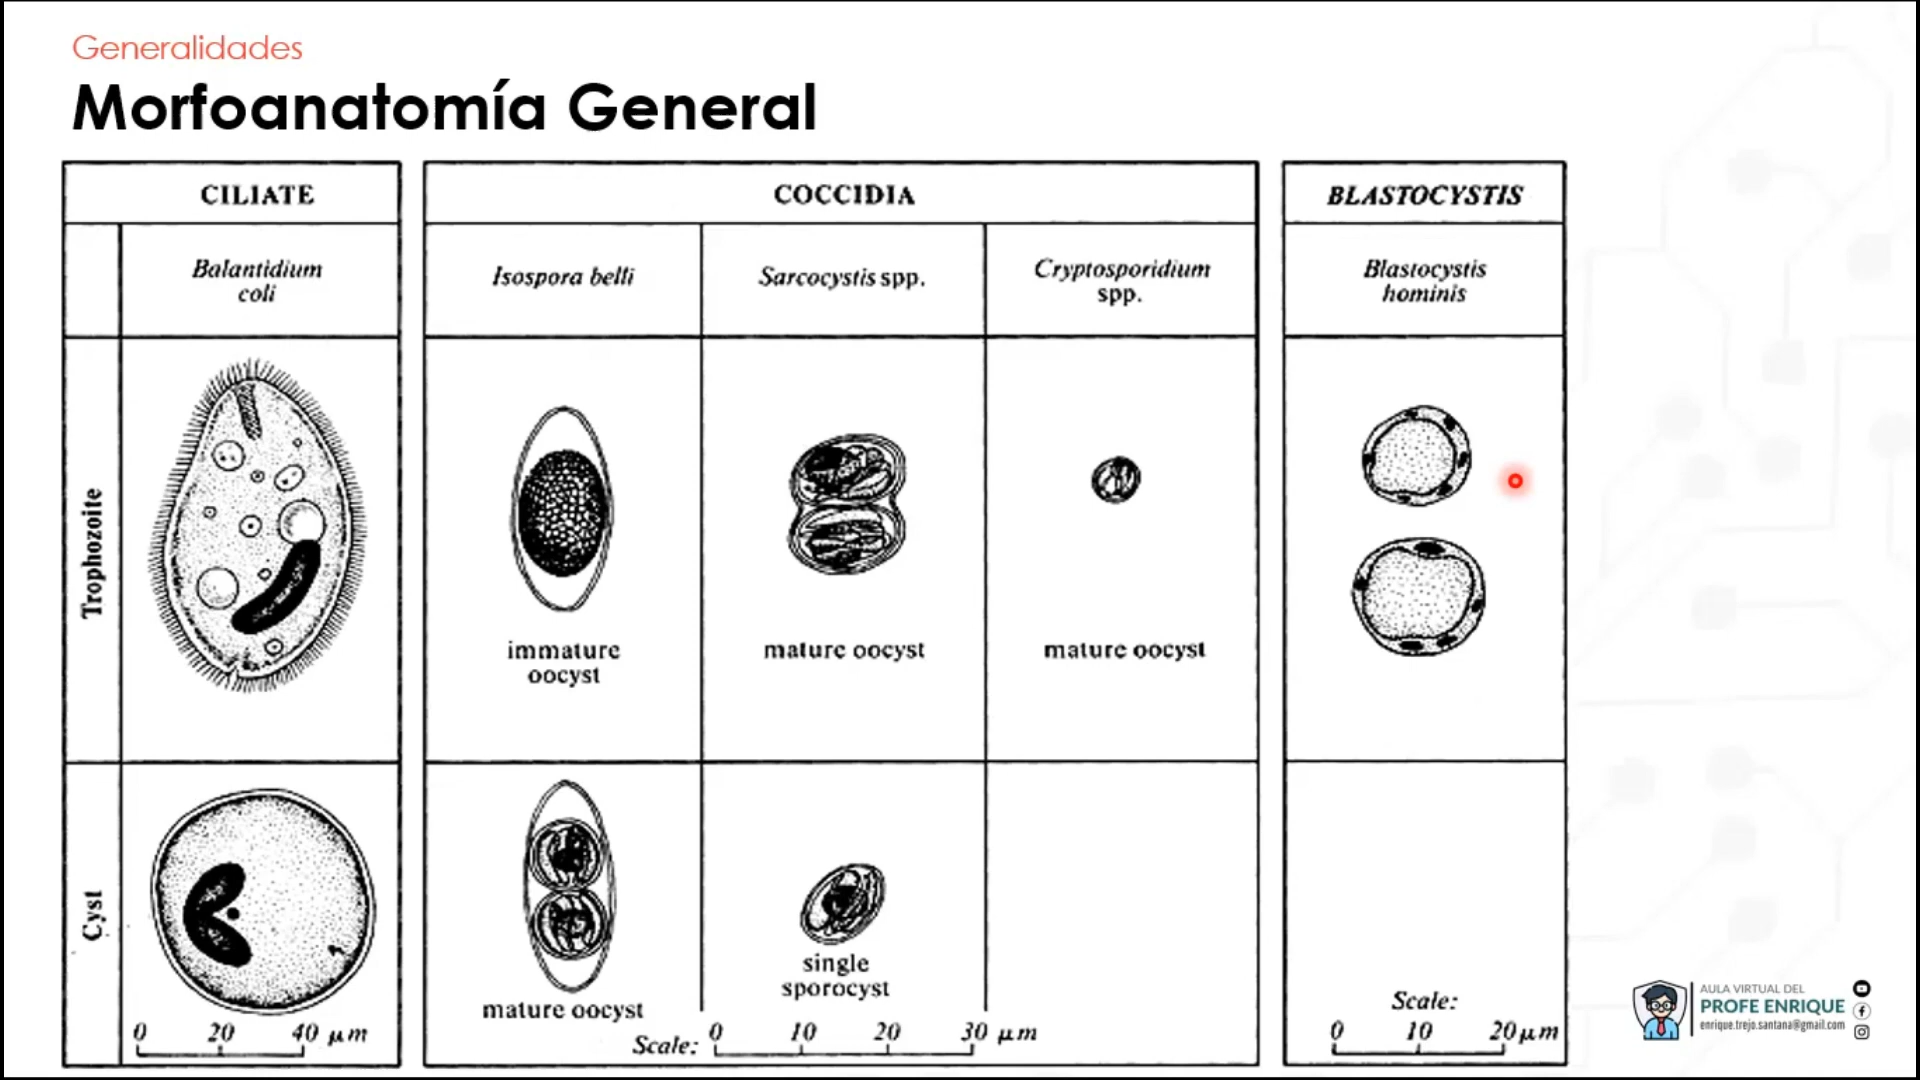 Generalidades
Morfoanatomía General
CILIATE
COCCIDIA
BLASTOCYSTIS
Balantidium
coli
Isospora belli
Sarcocystis spp.
Cryptosporidium
spp.
Blastocystis
hominis
Trophozoite
immature
oocyst
mature oocyst
mature oocyst
Cyst
mature oocyst
single
sporocyst
0 20 40 μm
Scale: 0 10 20 30 μm
Scale:
0 10 20 μm
AULA VIRTUAL DEL
PROFE ENRIQUE
enrique.trejo.santana@gmail.com